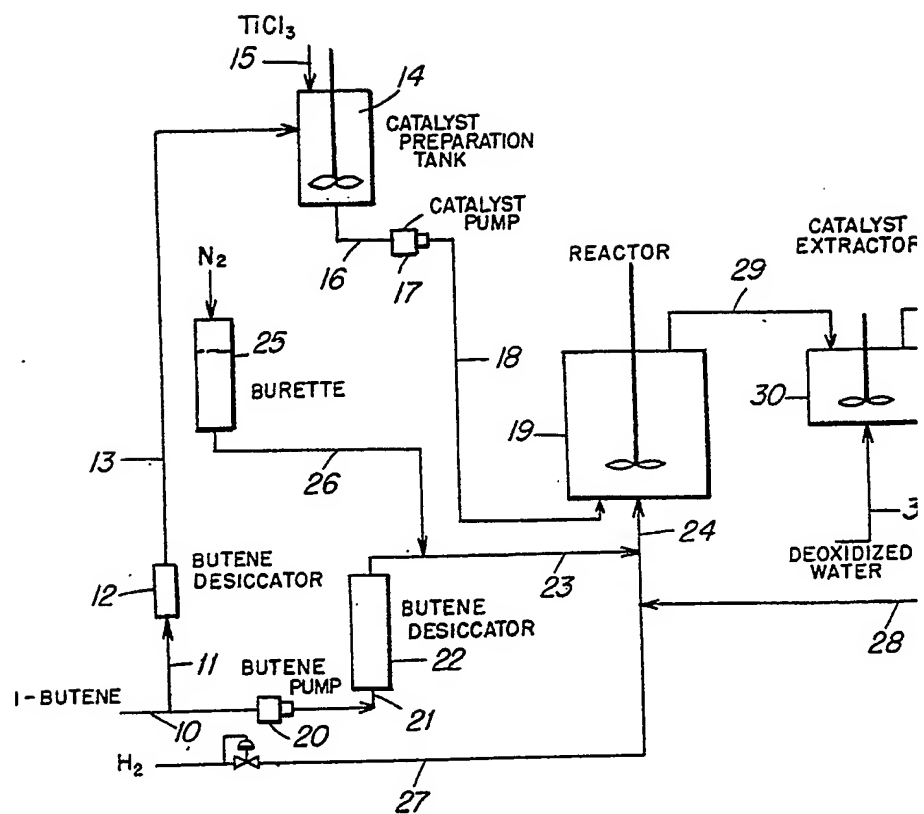 TiCl3
15
14
CATALYST
PREPARATION
TANK
CATALYST
PUMP
16
17
N2
25
BURETTE
REACTOR
CATALYST
EXTRACTOR
29
18
30
19
13
26
24
3
DEOXIDIZED
WATER
23
28
BUTENE
DESICCATOR
12
BUTENE
DESICCATOR
22
11
BUTENE
PUMP
21
1-BUTENE
10
20
H2
27